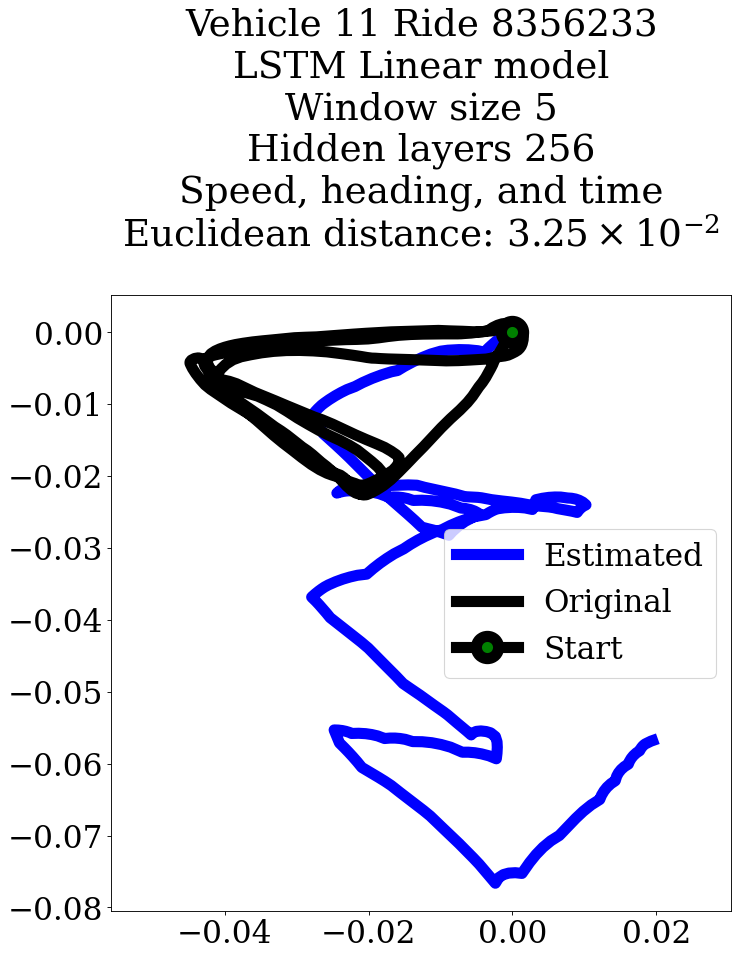 Vehicle 11 Ride 8356233
LSTM Linear model
Window size 5
Hidden layers 256
Speed, heading, and time
Euclidean distance: 3.25 × 10⁻²
0.00
−0.01
−0.02
−0.03
−0.04
−0.05
−0.06
−0.07
−0.08
Estimated
Original
Start
−0.04 −0.02 0.00 0.02